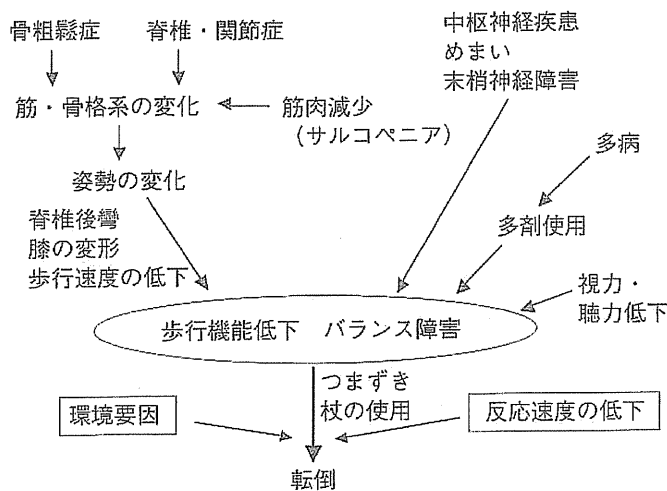 骨粗鬆症
脊椎・関節症
中枢神経疾患
めまい
末梢神経障害
筋・骨格系の変化
筋肉減少
（サルコペニア）
多病
姿勢の変化
脊椎後彎
膝の変形
歩行速度の低下
多剤使用
視力・
聴力低下
歩行機能低下　バランス障害
つまずき
杖の使用
環境要因
反応速度の低下
転倒